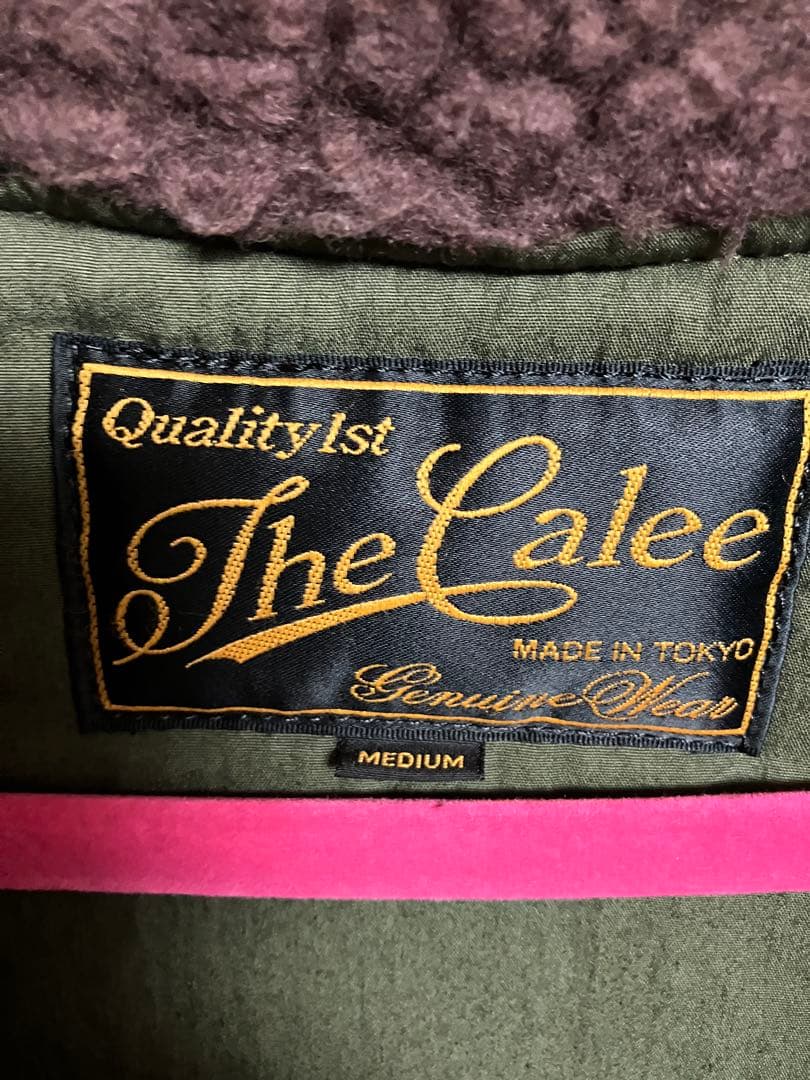 Quality 1st
The Calee
MADE IN TOKYO
Genuine Wear
MEDIUM